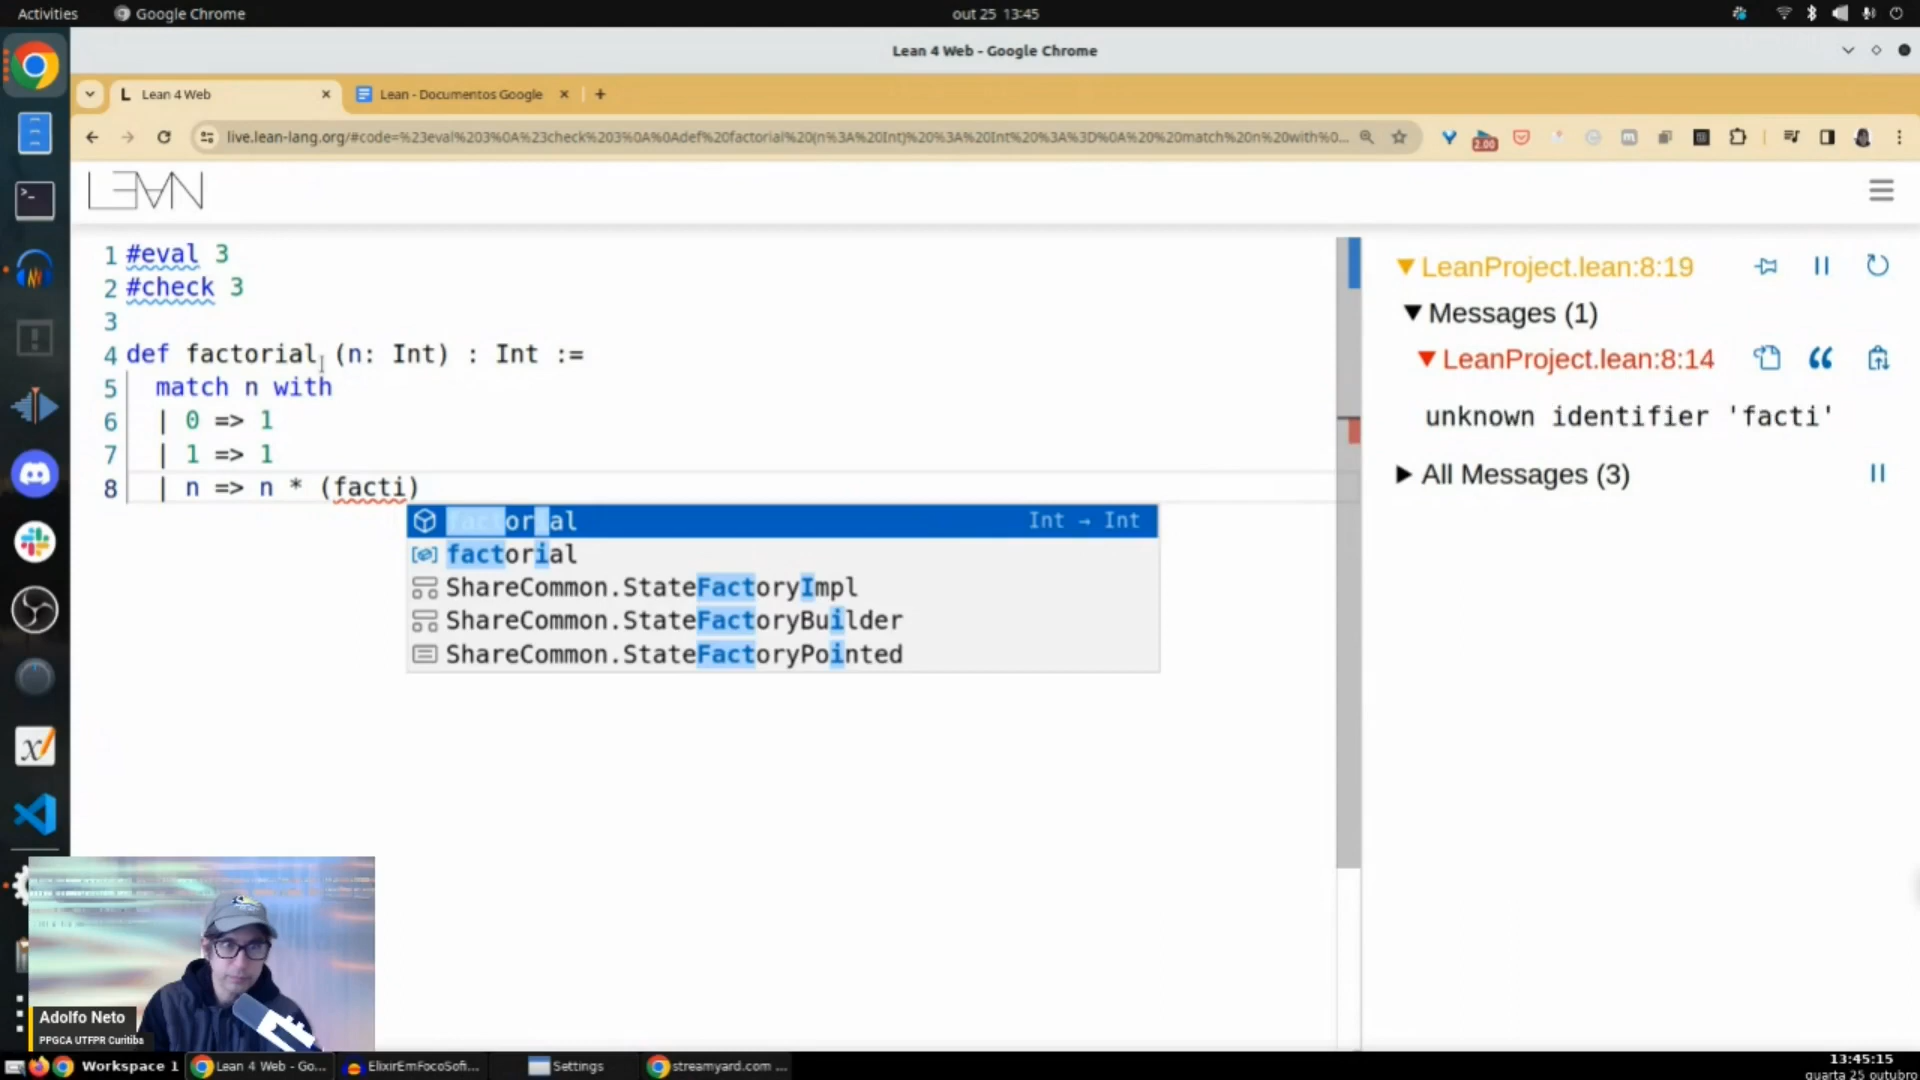 Activities
Google Chrome
out 25 13:45
Lean 4 Web - Google Chrome
L Lean 4 Web
Lean - Documentos Google
live.lean-lang.org/#code=%23eval%203%0A%23check%203%0A%0Adef%20factorial%20(n%3A%20Int)%20%3A%20Int%20%3A%3D%0A%20%20match%20n%20with%0...
2.00
LEAN
1 #eval 3
2 #check 3
3
4 def factorial (n: Int) : Int :=
5 match n with
6 | 0 => 1
7 | 1 => 1
8 | n => n * (facti)
factorial Int → Int
factorial
ShareCommon.StateFactoryImpl
ShareCommon.StateFactoryBuilder
ShareCommon.StateFactoryPointed
LeanProject.lean:8:19
Messages (1)
LeanProject.lean:8:14
unknown identifier 'facti'
All Messages (3)
Adolfo Neto
PPGCA UTFPR Curitiba
Workspace 1
Lean 4 Web - Go...
ElixirEmFocoSofi...
Settings
streamyard.com ...
13:45:15
quarta 25 outubro